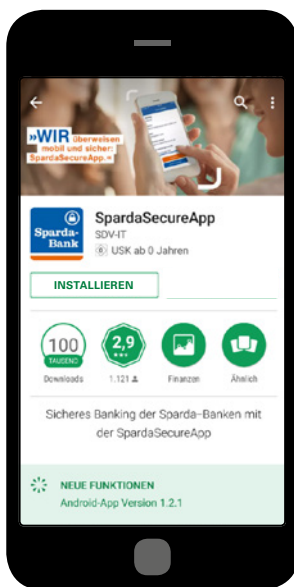 »WIR überweisen
mobil und sicher:
SpardaSecureApp.«
Sparda-
Bank
SpardaSecureApp
SDV-IT
0 USK ab 0 Jahren
INSTALLIEREN
100
TAUSEND
Downloads
2,9
1.121
Finanzen
Ähnlich
Sicheres Banking der Sparda-Banken mit
der SpardaSecureApp
NEUE FUNKTIONEN
Android-App Version 1.2.1